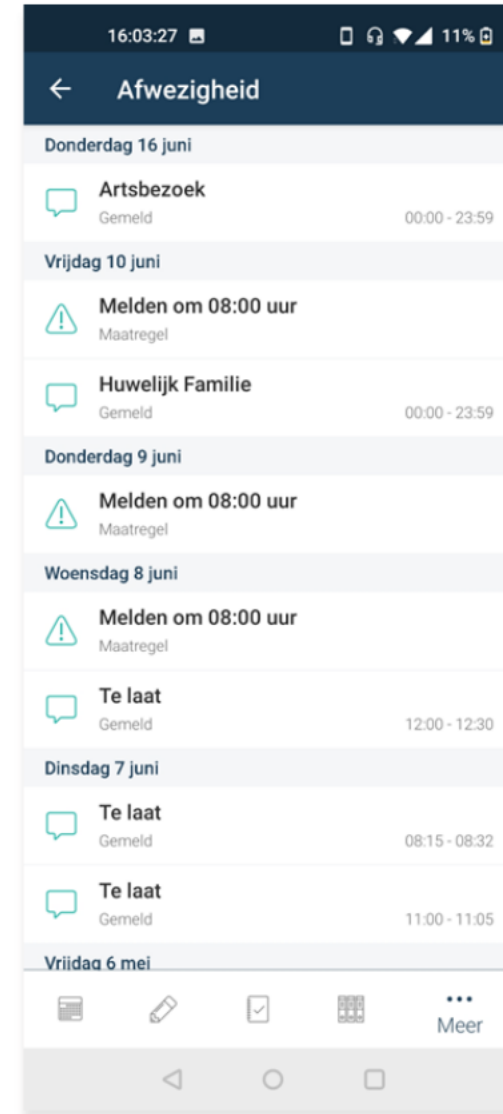 16:03:27 11%
Afwezigheid
Donderdag 16 juni
Artsbezoek
Gemeld 00:00 - 23:59
Vrijdag 10 juni
Melden om 08:00 uur
Maatregel
Huwelijk Familie
Gemeld 00:00 - 23:59
Donderdag 9 juni
Melden om 08:00 uur
Maatregel
Woensdag 8 juni
Melden om 08:00 uur
Maatregel
Te laat
Gemeld 12:00 - 12:30
Dinsdag 7 juni
Te laat
Gemeld 08:15 - 08:32
Te laat
Gemeld 11:00 - 11:05
Vrijdag 6 mei
Meer